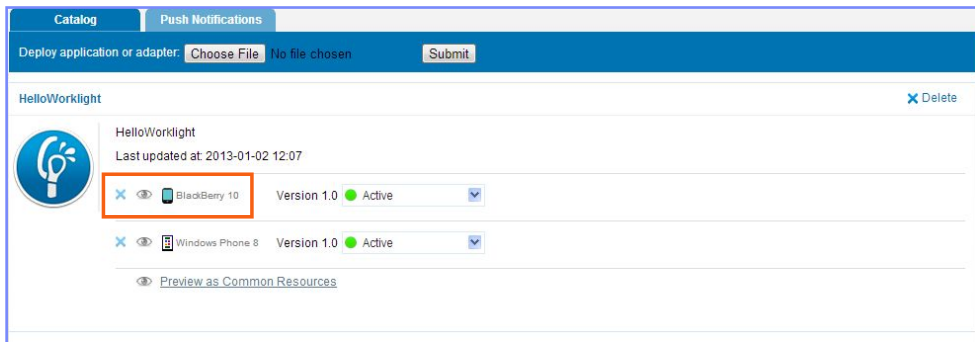 Catalog Push Notifications
Deploy application or adapter: Choose File No file chosen Submit
HelloWorklight Delete
HelloWorklight
Last updated at: 2013-01-02 12:07
BlackBerry 10 Version 1.0 Active
Windows Phone 8 Version 1.0 Active
Preview as Common Resources